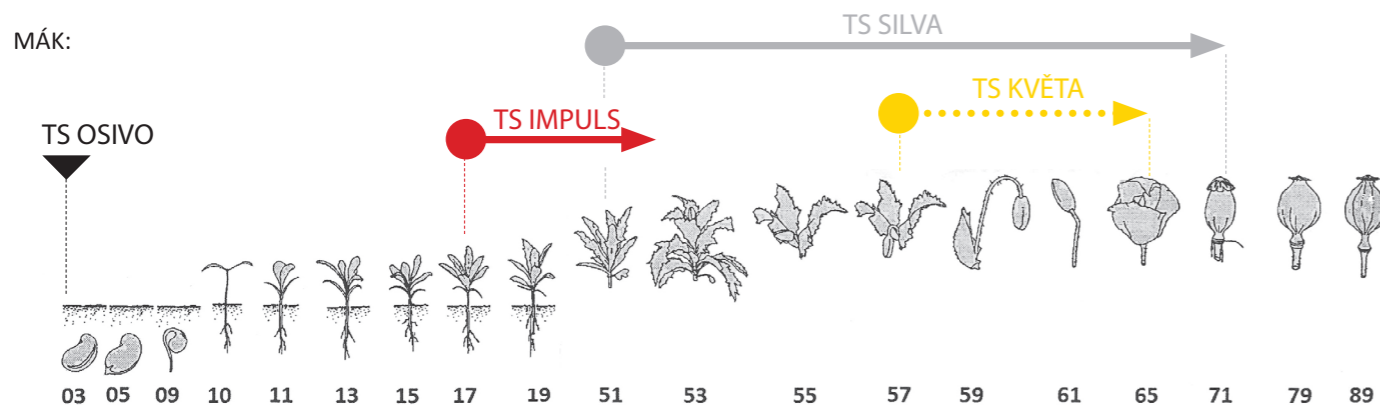 TS SILVA
MÁK:
TS KVĚTA
TS IMPULS
TS OSIVO
03 05 09 10 11 13 15 17 19 51 53 55 57 59 61 65 71 79 89